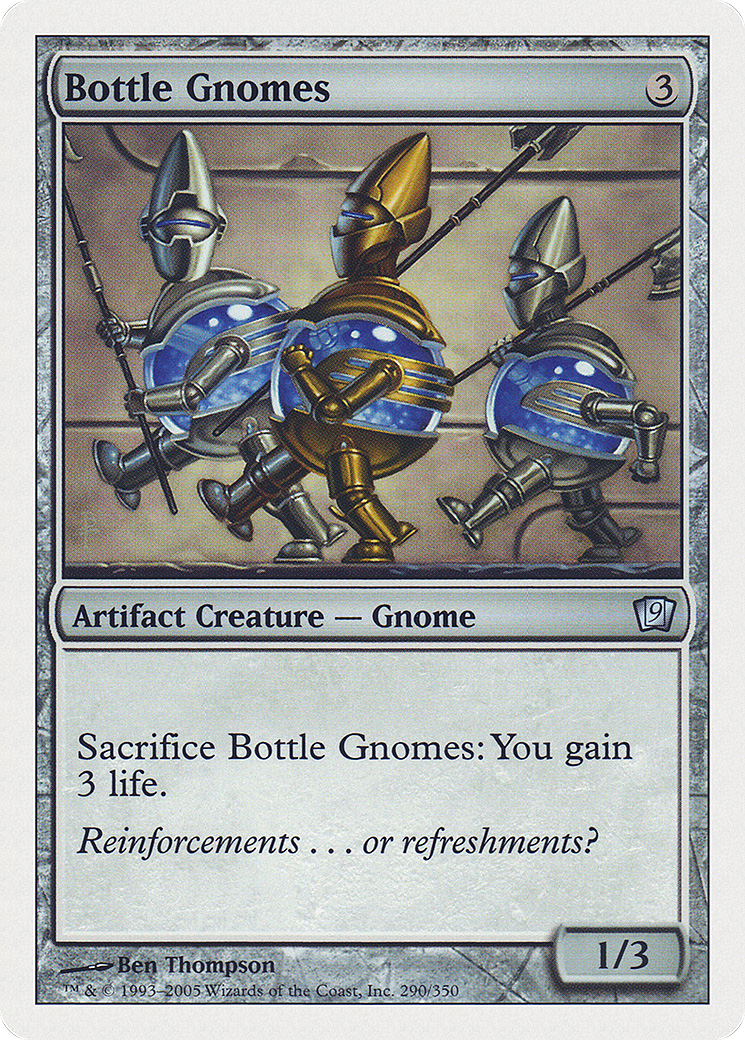 Bottle Gnomes 3
Artifact Creature — Gnome 9
Sacrifice Bottle Gnomes: You gain
3 life.
Reinforcements . . . or refreshments?
1/3
Ben Thompson
™ & © 1993–2005 Wizards of the Coast, Inc. 290/350